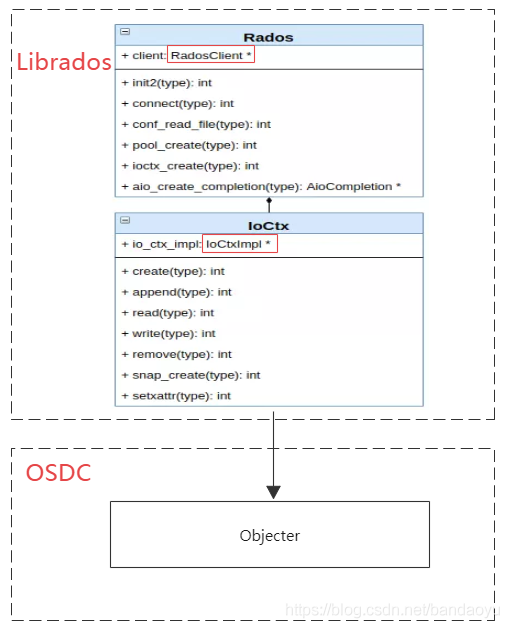 Librados
Rados
+ client: RadosClient *
+ init2(type): int
+ connect(type): int
+ conf_read_file(type): int
+ pool_create(type): int
+ ioctx_create(type): int
+ aio_create_completion(type): AioCompletion *
IoCtx
+ io_ctx_impl: IoCtxImpl *
+ create(type): int
+ append(type): int
+ read(type): int
+ write(type): int
+ remove(type): int
+ snap_create(type): int
+ setxattr(type): int
OSDC
Objecter
https://blog.csdn.net/bandaoyu